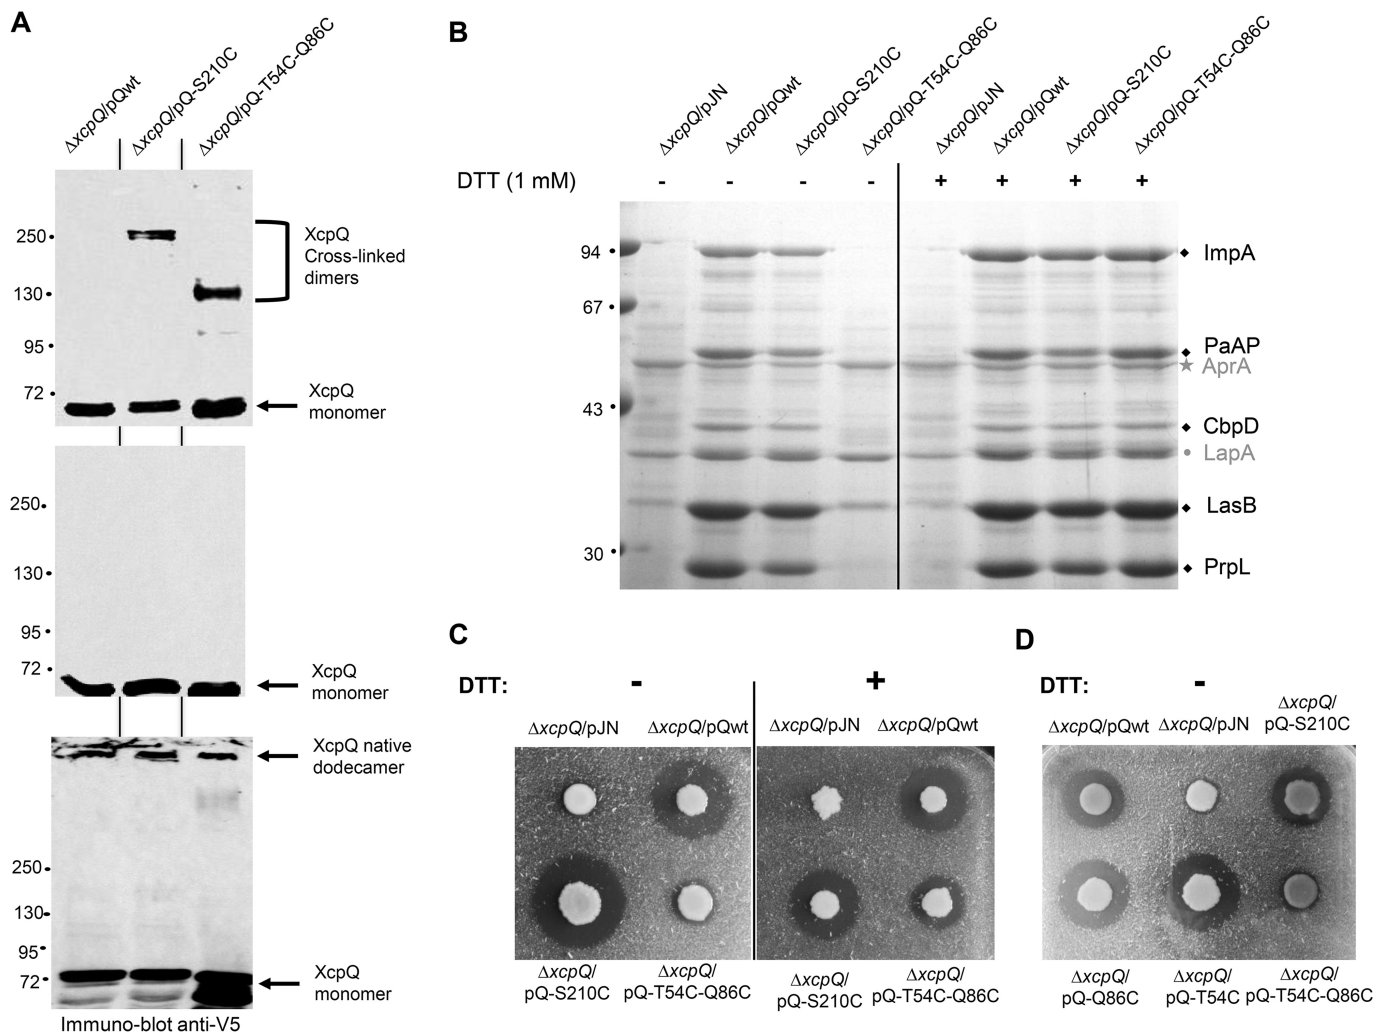 A
ΔxcpQ/pQwt
ΔxcpQ/pQ-S210C
ΔxcpQ/pQ-T54C-Q86C
250
130
95
72
XcpQ
Cross-linked
dimers
XcpQ
monomer
250
130
95
72
XcpQ
monomer
XcpQ native
dodecamer
250
130
95
72
XcpQ
monomer
Immuno-blot anti-V5
B
ΔxcpQ/pJN
ΔxcpQ/pQwt
ΔxcpQ/pQ-S210C
ΔxcpQ/pQ-T54C-Q86C
ΔxcpQ/pJN
ΔxcpQ/pQwt
ΔxcpQ/pQ-S210C
ΔxcpQ/pQ-T54C-Q86C
DTT (1 mM) - - - - + + + +
94
67
43
30
ImpA
PaAP
AprA
CbpD
LapA
LasB
PrpL
C
DTT: - +
ΔxcpQ/pJN ΔxcpQ/pQwt ΔxcpQ/pJN ΔxcpQ/pQwt
ΔxcpQ/
pQ-S210C
ΔxcpQ/
pQ-T54C-Q86C
ΔxcpQ/
pQ-S210C
ΔxcpQ/
pQ-T54C-Q86C
D
DTT: -
ΔxcpQ/pQwt ΔxcpQ/pJN
ΔxcpQ/
pQ-S210C
ΔxcpQ/
pQ-Q86C
ΔxcpQ/
pQ-T54C
ΔxcpQ/
pQ-T54C-Q86C